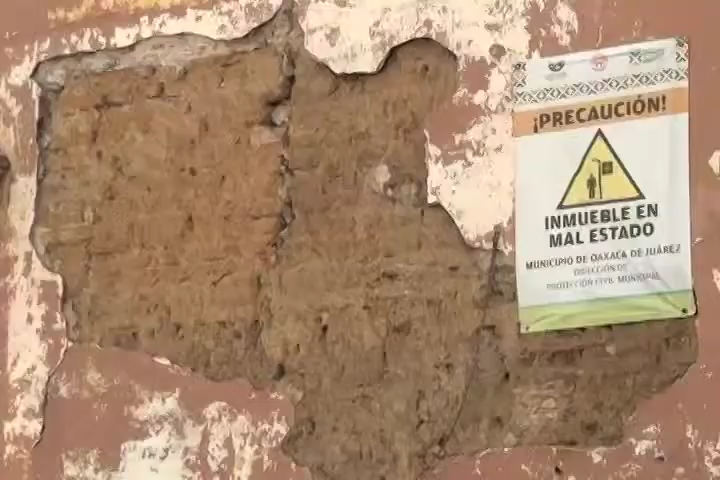 ¡PRECAUCIÓN!
INMUEBLE EN
MAL ESTADO
MUNICIPIO DE OAXACA DE JUÁREZ
DIRECCIÓN DE
PROTECCIÓN CIVIL MUNICIPAL